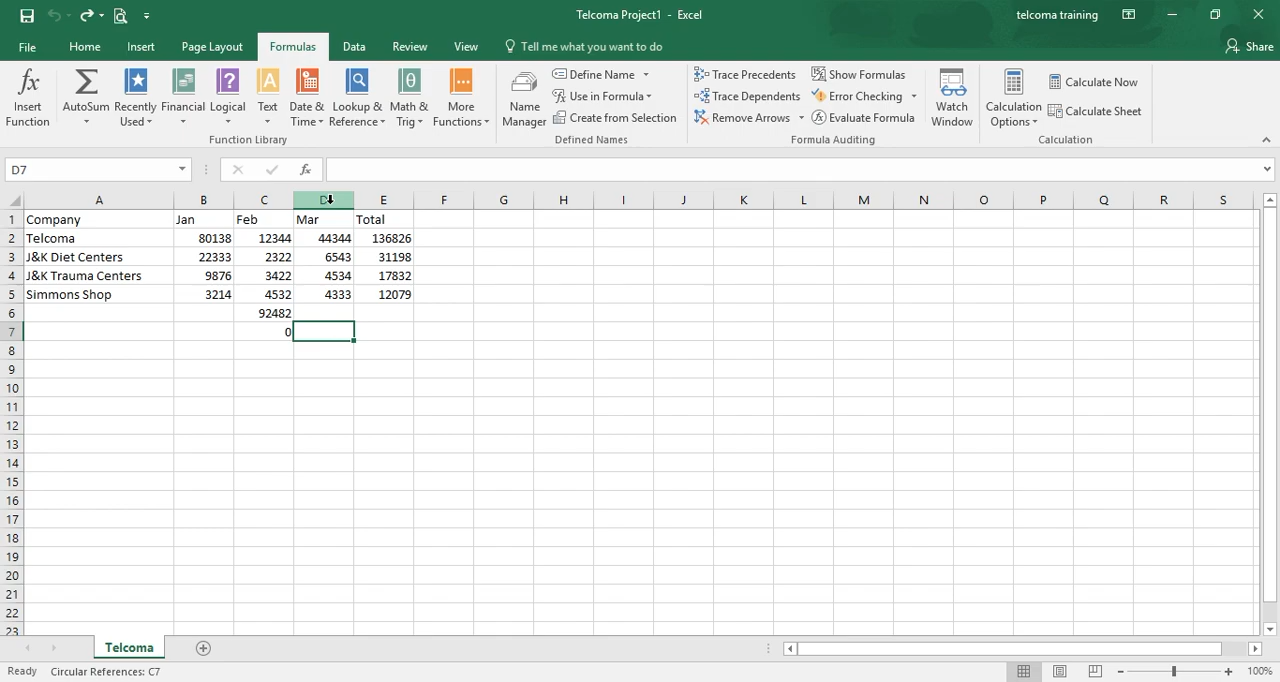 Telcoma Project1 - Excel
telcoma training
File Home Insert Page Layout Formulas Data Review View Tell me what you want to do Share
Insert Function
AutoSum
Recently Used
Financial
Logical
Text
Date & Time
Lookup & Reference
Math & Trig
More Functions
Function Library
Name Manager
Define Name
Use in Formula
Create from Selection
Defined Names
Trace Precedents
Trace Dependents
Remove Arrows
Show Formulas
Error Checking
Evaluate Formula
Formula Auditing
Watch Window
Calculation Options
Calculate Now
Calculate Sheet
Calculation
D7 fx
A B C D E F G H I J K L M N O P Q R S
1 Company Jan Feb Mar Total
2 Telcoma 80138 12344 44344 136826
3 J&K Diet Centers 22333 2322 6543 31198
4 J&K Trauma Centers 9876 3422 4534 17832
5 Simmons Shop 3214 4532 4333 12079
6 92482
7 0
8
9
10
11
12
13
14
15
16
17
18
19
20
21
22
23
Telcoma
Ready Circular References: C7 100%